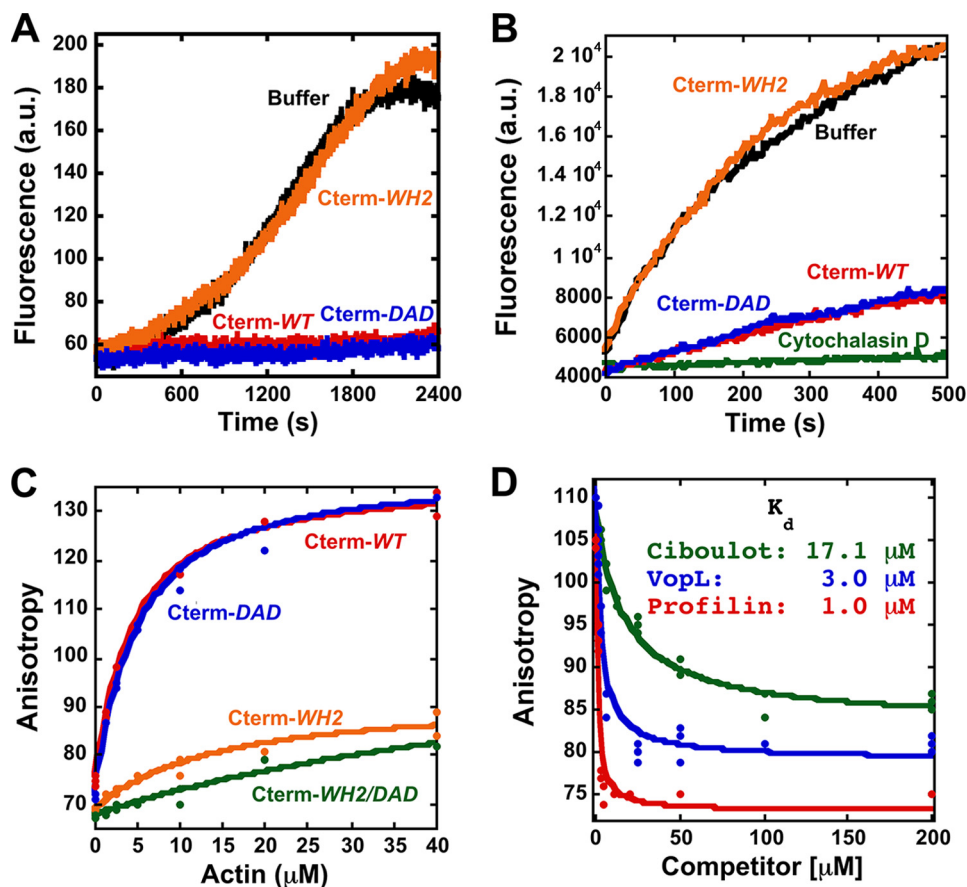 A
Fluorescence (a.u.)
200
180
160
140
120
100
80
60
Buffer
Cterm-WH2
Cterm-WT
Cterm-DAD
0 600 1200 1800 2400
Time (s)
B
Fluorescence (a.u.)
2 10⁴
1.8 10⁴
1.6 10⁴
1.4 10⁴
1.2 10⁴
1 10⁴
8000
6000
4000
Cterm-WH2
Buffer
Cterm-WT
Cterm-DAD
Cytochalasin D
0 100 200 300 400 500
Time (s)
C
Anisotropy
130
120
110
100
90
80
70
Cterm-WT
Cterm-DAD
Cterm-WH2
Cterm-WH2/DAD
0 5 10 15 20 25 30 35 40
Actin (μM)
D
Anisotropy
110
105
100
95
90
85
80
75
Kd
Ciboulot: 17.1 μM
VopL: 3.0 μM
Profilin: 1.0 μM
0 50 100 150 200
Competitor [μM]